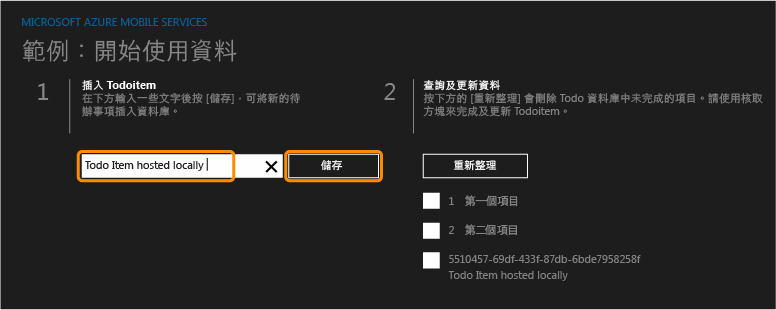 MICROSOFT AZURE MOBILE SERVICES
範例：開始使用資料
1
插入 Todoitem
在下方輸入一些文字後按 [儲存]，可將新的待
辦事項插入資料庫。
Todo Item hosted locally
儲存
2
查詢及更新資料
按下方的 [重新整理] 會刪除 Todo 資料庫中未完成的項目。請使用核取
方塊來完成及更新 Todoitem。
重新整理
1 第一個項目
2 第二個項目
5510457-69df-433f-87db-6bde7958258f
Todo Item hosted locally